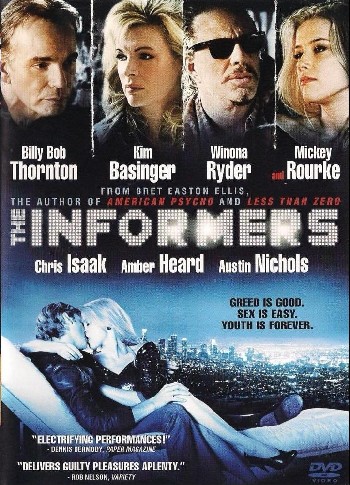 Billy Bob Thornton
Kim Basinger
Winona Ryder
and Mickey Rourke
FROM BRET EASTON ELLIS,
THE AUTHOR OF AMERICAN PSYCHO AND LESS THAN ZERO
THE INFORMERS
Chris Isaak Amber Heard Austin Nichols
GREED IS GOOD.
SEX IS EASY.
YOUTH IS FOREVER.
"ELECTRIFYING PERFORMANCES!"
- DENNIS DERMODY, PAPER MAGAZINE
"DELIVERS GUILTY PLEASURES APLENTY."
- ROB NELSON, VARIETY
DVD
VIDEO